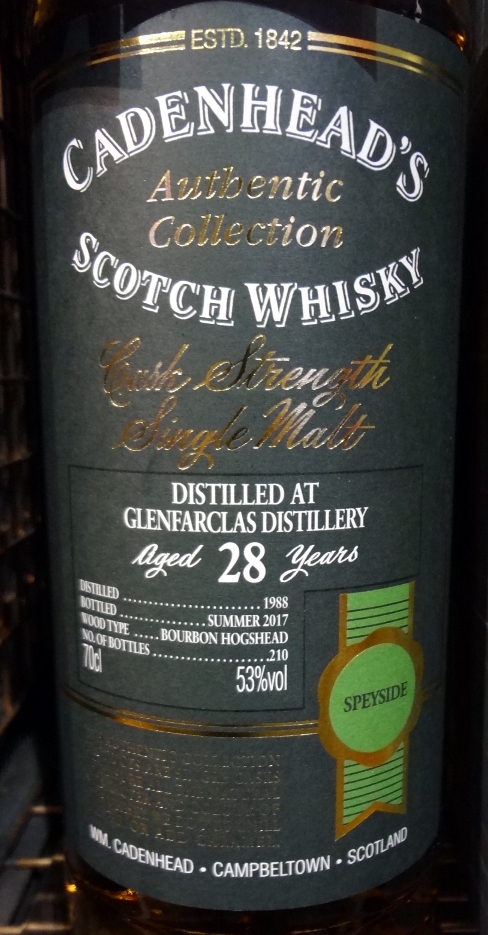 ESTD. 1842
CADENHEAD'S
Authentic
Collection
SCOTCH WHISKY
Cask Strength
Single Malt
DISTILLED AT
GLENFARCLAS DISTILLERY
Aged 28 Years
DISTILLED ........................1988
BOTTLED ................SUMMER 2017
WOOD TYPE .....BOURBON HOGSHEAD
NO. OF BOTTLES .....................210
70cl 53%vol
SPEYSIDE
AUTHENTIC COLLECTION
WM. CADENHEAD • CAMPBELTOWN • SCOTLAND